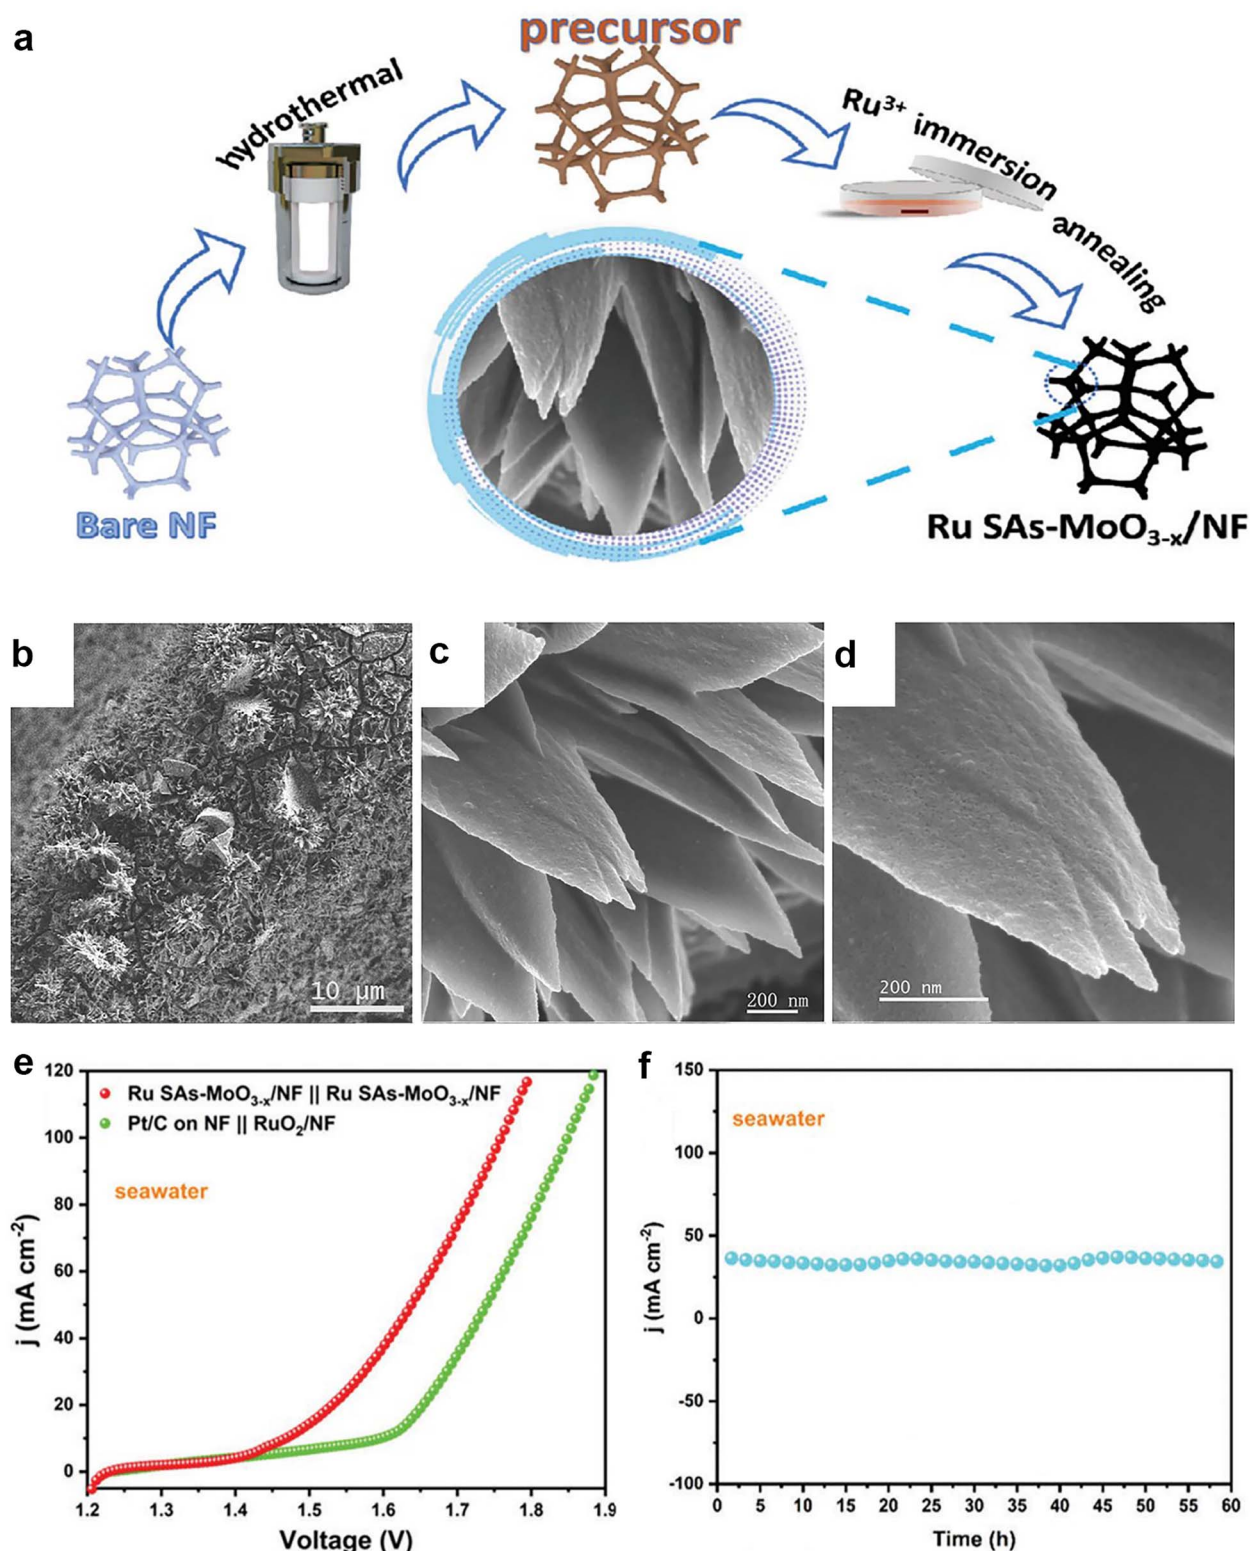 a
precursor
hydrothermal
Ru³⁺ immersion
annealing
Bare NF
Ru SAs-MoO₃₋ₓ/NF
b
10 μm
c
200 nm
d
200 nm
e
120
100
80
60
40
20
0
j (mA cm⁻²)
Ru SAs-MoO₃₋ₓ/NF || Ru SAs-MoO₃₋ₓ/NF
Pt/C on NF || RuO₂/NF
seawater
1.2 1.3 1.4 1.5 1.6 1.7 1.8 1.9
Voltage (V)
f
150
100
50
0
-50
-100
j (mA cm⁻²)
seawater
0 5 10 15 20 25 30 35 40 45 50 55 60
Time (h)